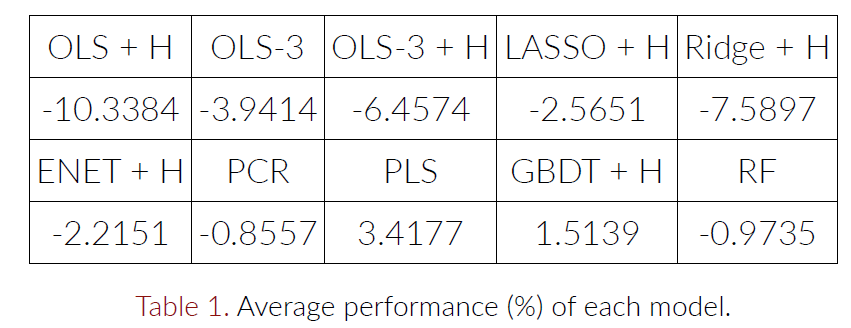 OLS + H OLS-3 OLS-3 + H LASSO + H Ridge + H
-10.3384 -3.9414 -6.4574 -2.5651 -7.5897
ENET + H PCR PLS GBDT + H RF
-2.2151 -0.8557 3.4177 1.5139 -0.9735
Table 1. Average performance (%) of each model.